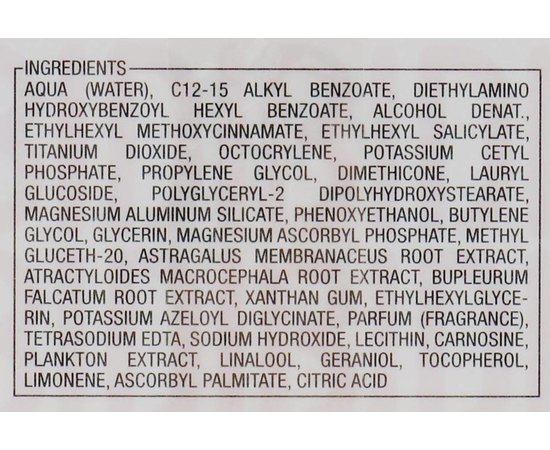 INGREDIENTS
AQUA (WATER), C12-15 ALKYL BENZOATE, DIETHYLAMINO
HYDROXYBENZOYL HEXYL BENZOATE, ALCOHOL DENAT.,
ETHYLHEXYL METHOXYCINNAMATE, ETHYLHEXYL SALICYLATE,
TITANIUM DIOXIDE, OCTOCRYLENE, POTASSIUM CETYL
PHOSPHATE, PROPYLENE GLYCOL, DIMETHICONE, LAURYL
GLUCOSIDE, POLYGLYCERYL-2 DIPOLYHYDROXYSTEARATE,
MAGNESIUM ALUMINUM SILICATE, PHENOXYETHANOL, BUTYLENE
GLYCOL, GLYCERIN, MAGNESIUM ASCORBYL PHOSPHATE, METHYL
GLUCETH-20, ASTRAGALUS MEMBRANACEUS ROOT EXTRACT,
ATRACTYLOIDES MACROCEPHALA ROOT EXTRACT, BUPLEURUM
FALCATUM ROOT EXTRACT, XANTHAN GUM, ETHYLHEXYLGLYCE-
RIN, POTASSIUM AZELOYL DIGLYCINATE, PARFUM (FRAGRANCE),
TETRASODIUM EDTA, SODIUM HYDROXIDE, LECITHIN, CARNOSINE,
PLANKTON EXTRACT, LINALOOL, GERANIOL, TOCOPHEROL,
LIMONENE, ASCORBYL PALMITATE, CITRIC ACID